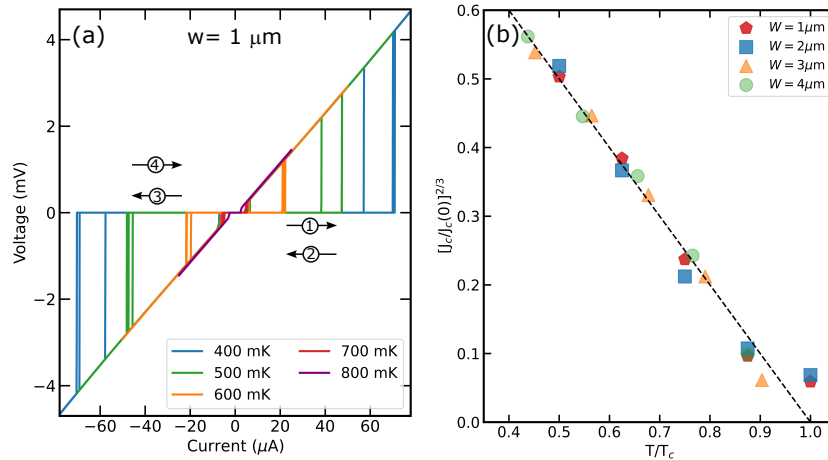 (a)
w= 1 μm
4
2
0
−2
−4
Voltage (mV)
④
③
①
②
400 mK
500 mK
600 mK
700 mK
800 mK
−60 −40 −20 0 20 40 60
Current (μA)
(b)
W = 1μm
W = 2μm
W = 3μm
W = 4μm
0.6
0.5
0.4
0.3
0.2
0.1
0.0
[J_c/J_c(0)]^{2/3}
0.4 0.5 0.6 0.7 0.8 0.9 1.0
T/T_c